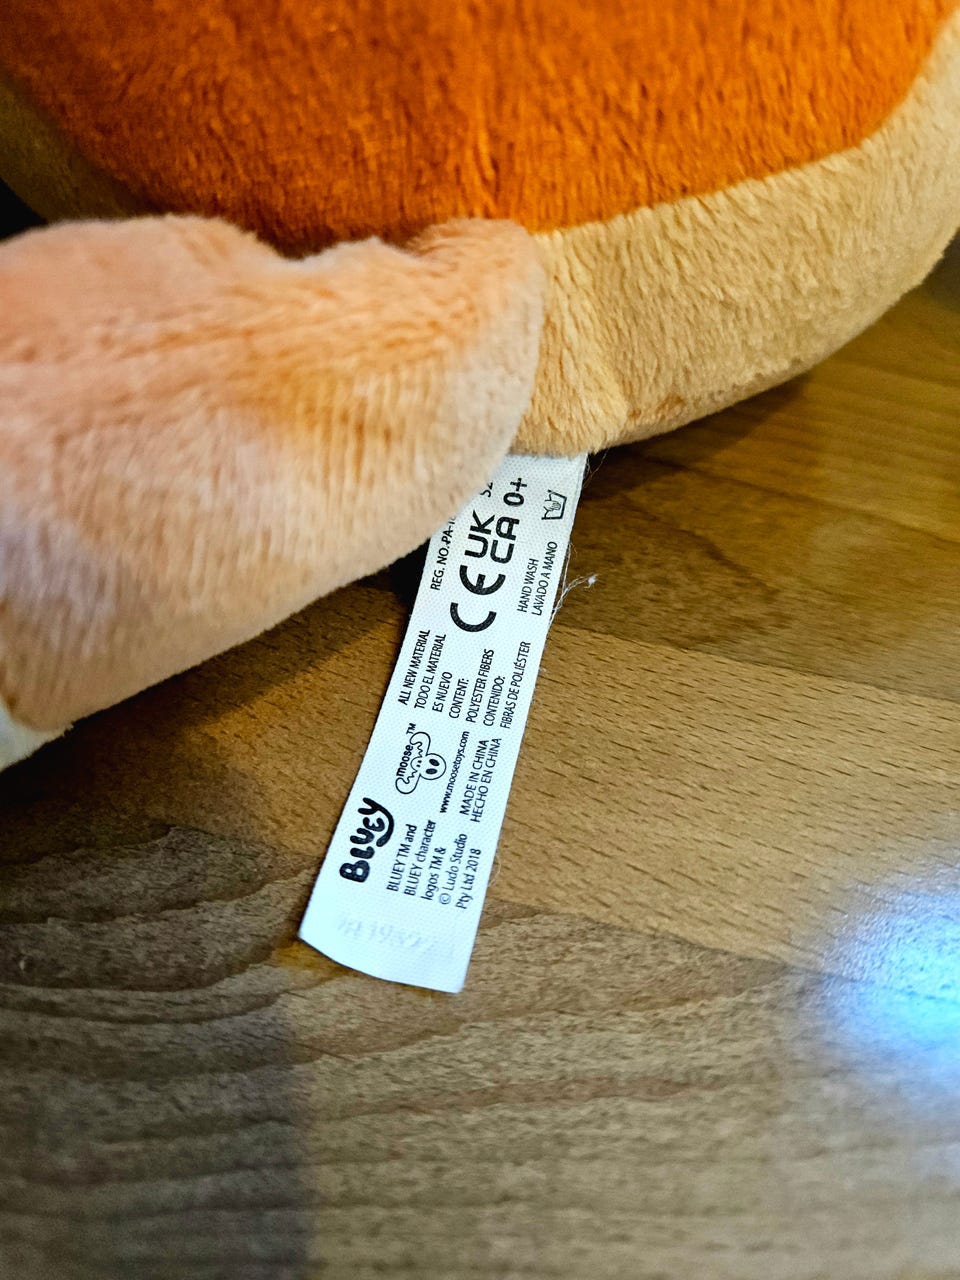 BLUEY
BLUEY TM and
BLUEY character
logos TM &
© Ludo Studio
Pty Ltd 2018
moose™
www.moosetoys.com
MADE IN CHINA
HECHO EN CHINA
ALL NEW MATERIAL
TODO EL MATERIAL
ES NUEVO
CONTENT:
POLYESTER FIBERS
CONTENIDO:
FIBRAS DE POLIÉSTER
REG. NO.PA-
CE UK
CA 0+
HAND WASH
LAVADO A MANO